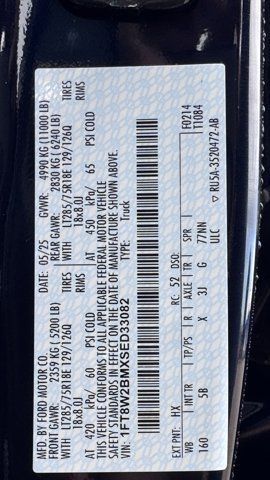 MFD. BY FORD MOTOR CO.
DATE: 05/25 GVWR: 4990 KG (11000 LB)
FRONT GAWR: 2359 KG (5200 LB) REAR GAWR: 2830 KG (6240 LB)
LT285/75R18E 129/126Q TIRES LT285/75R18E 129/126Q TIRES
18x8.0J RIMS 18x8.0J RIMS
AT 420 kPa/ 60 PSI COLD AT 450 kPa/ 65 PSI COLD
THIS VEHICLE CONFORMS TO ALL APPLICABLE FEDERAL MOTOR VEHICLE
SAFETY STANDARDS IN EFFECT ON THE DATE OF MANUFACTURE SHOWN ABOVE.
VIN: 1FT8W2BMXSED33082
TYPE: Truck
F0214
T1084
EXT PNT: HX RC: 52 DSO:
WB INT TR TP/PS R AXLE TR SPR
160 5B X 3J G 77NN
ULC
RU5A-3520472-AB